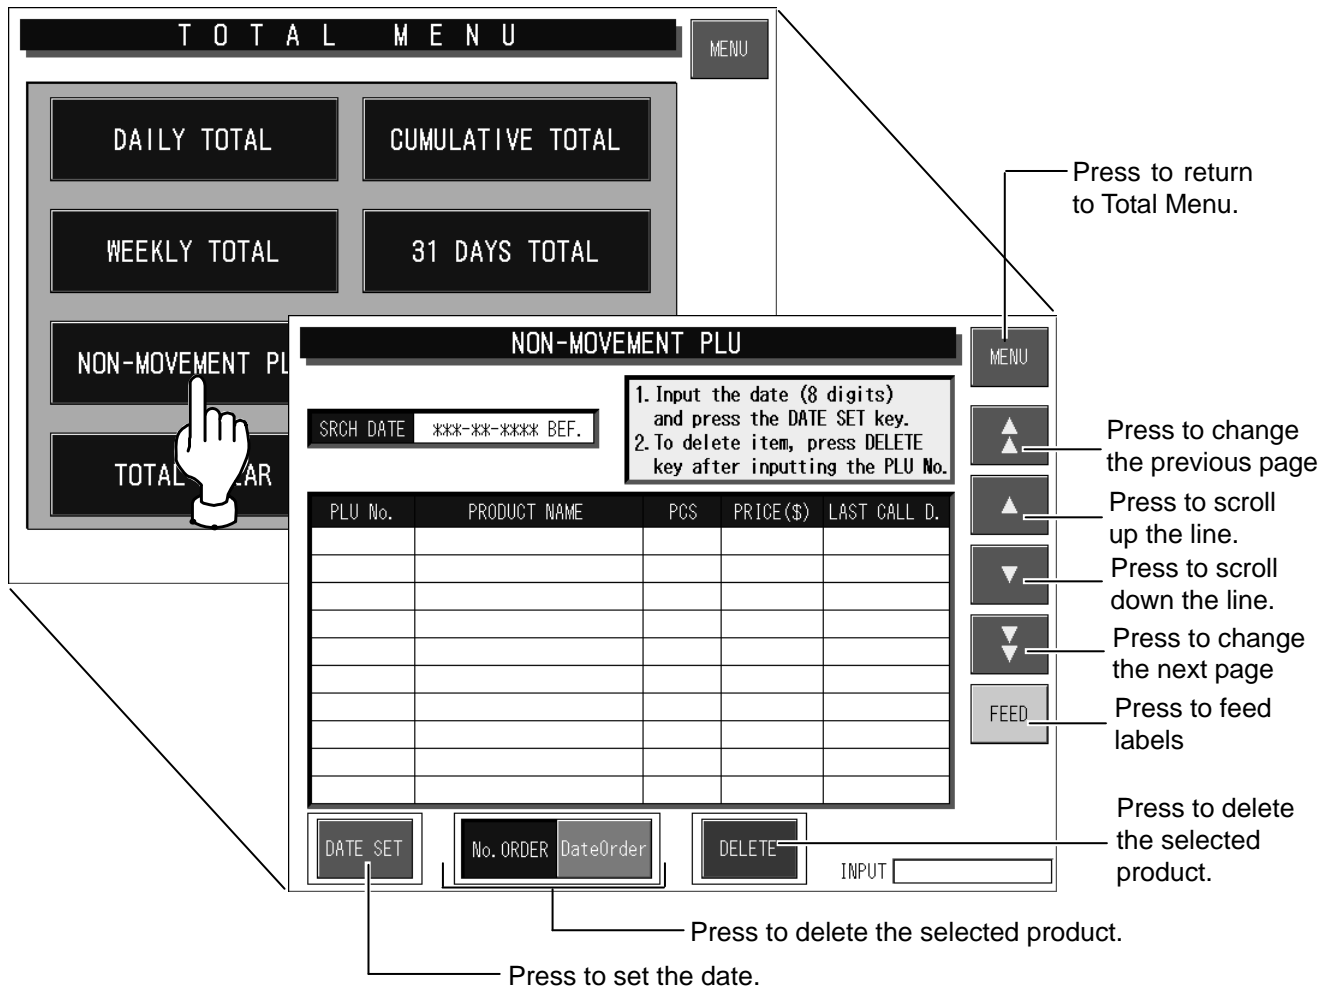 TOTAL MENU
MENU
DAILY TOTAL
CUMULATIVE TOTAL
WEEKLY TOTAL
31 DAYS TOTAL
NON-MOVEMENT PL
TOTAL
AR
Press to return
to Total Menu.
NON-MOVEMENT PLU
MENU
1. Input the date (8 digits)
and press the DATE SET key.
2. To delete item, press DELETE
key after inputting the PLU No.
SRCH DATE ***-**-**** BEF.
Press to change
the previous page
PLU No. PRODUCT NAME PCS PRICE($) LAST CALL D.
Press to scroll
up the line.
Press to scroll
down the line.
Press to change
the next page
FEED
Press to feed
labels
DATE SET
No.ORDER DateOrder
DELETE
INPUT
Press to delete
the selected
product.
Press to delete the selected product.
Press to set the date.